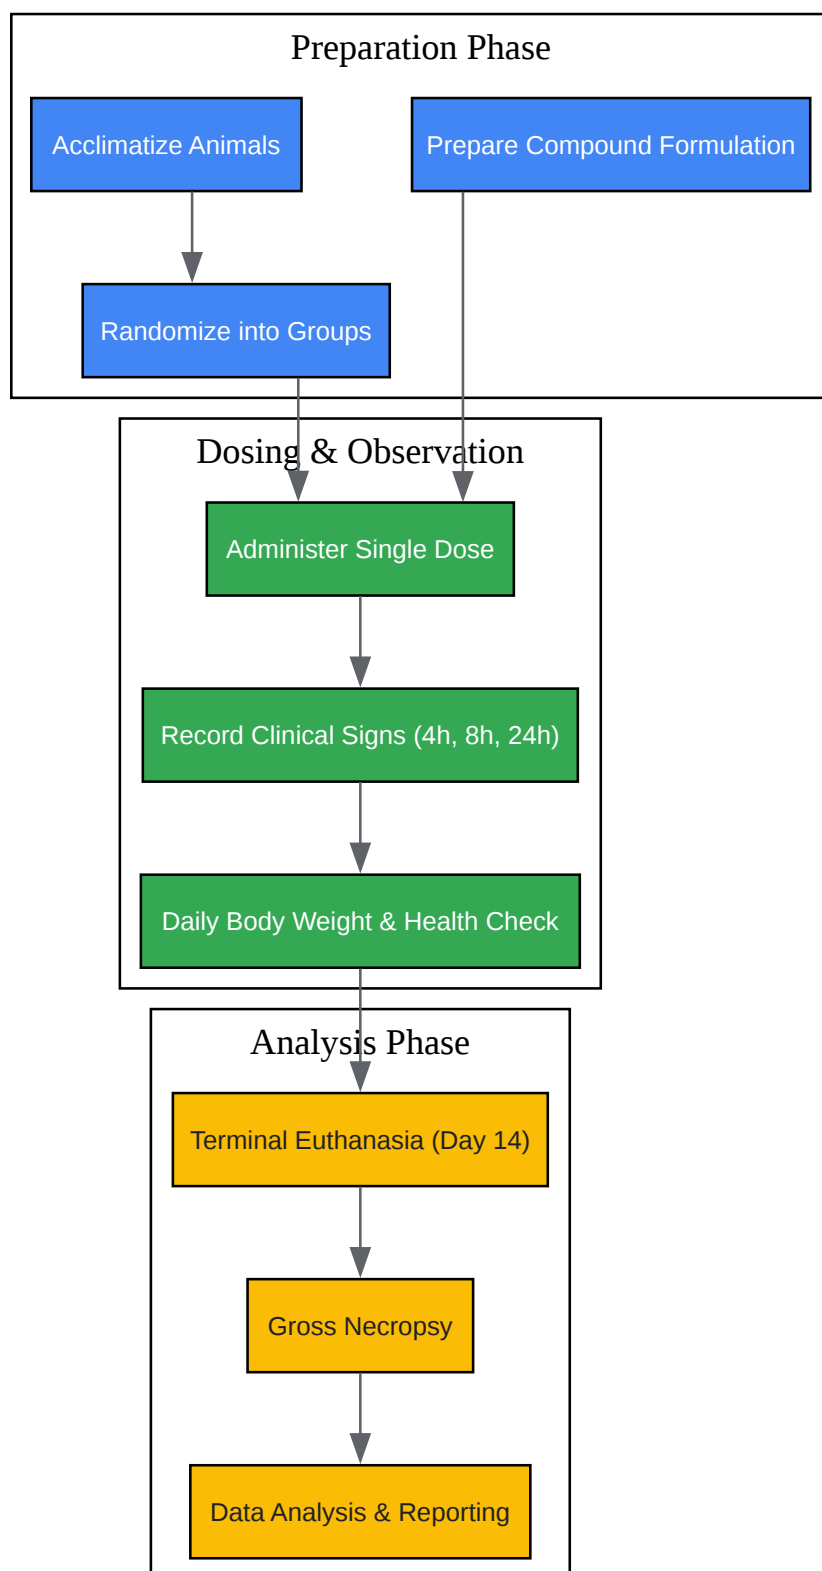 Preparation Phase
Acclimatize Animals
Prepare Compound Formulation
Randomize into Groups
Dosing & Observation
Administer Single Dose
Record Clinical Signs (4h, 8h, 24h)
Daily Body Weight & Health Check
Analysis Phase
Terminal Euthanasia (Day 14)
Gross Necropsy
Data Analysis & Reporting